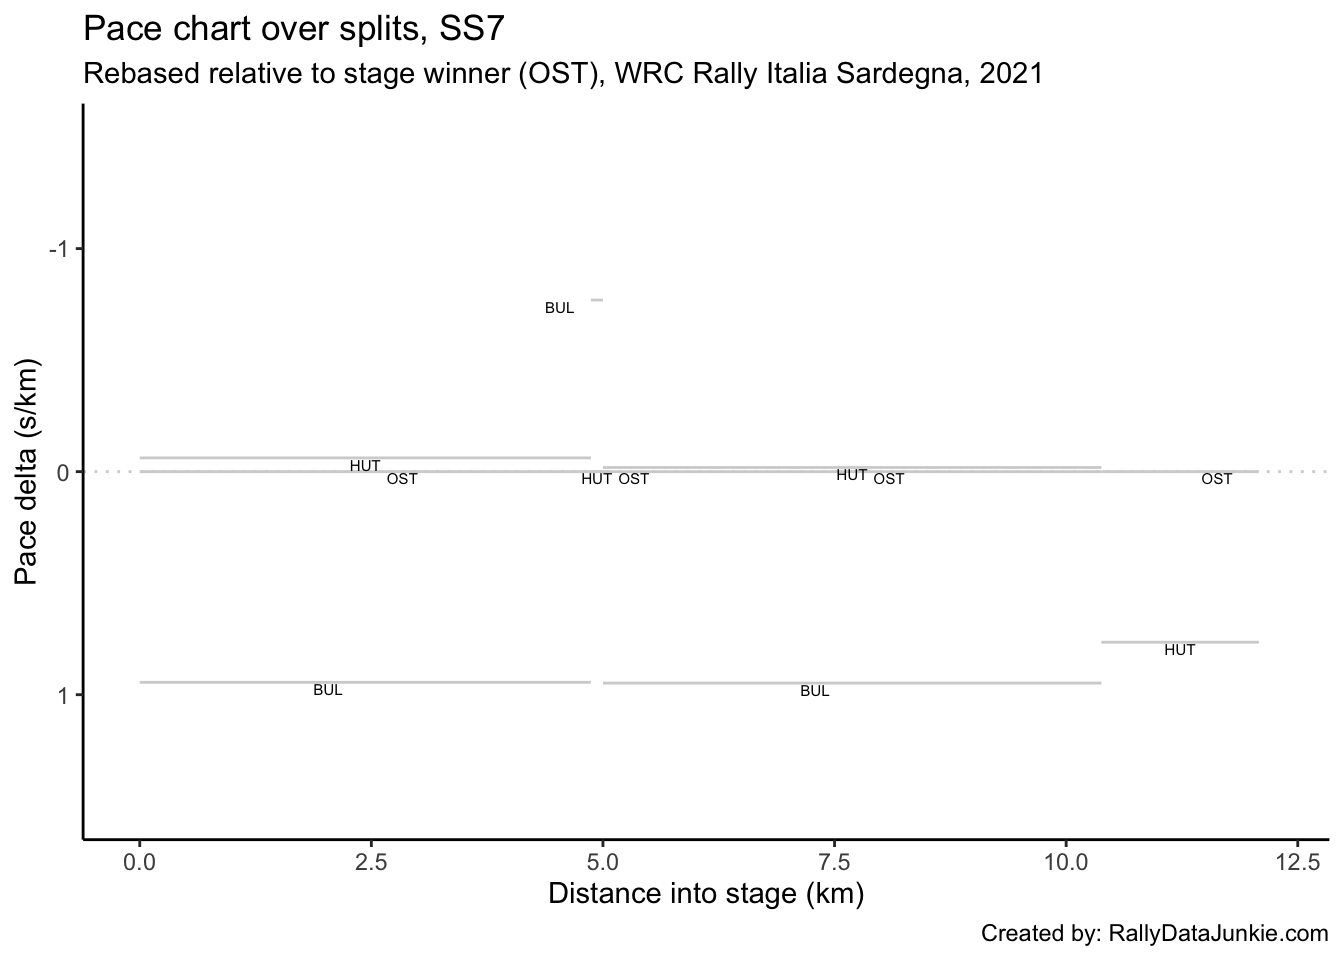 Pace chart over splits, SS7
Rebased relative to stage winner (OST), WRC Rally Italia Sardegna, 2021
Pace delta (s/km)
-1
BUL
HUT
0
OST
HUT OST
HUT
OST
OST
HUT
1
BUL
BUL
0.0 2.5 5.0 7.5 10.0 12.5
Distance into stage (km)
Created by: RallyDataJunkie.com